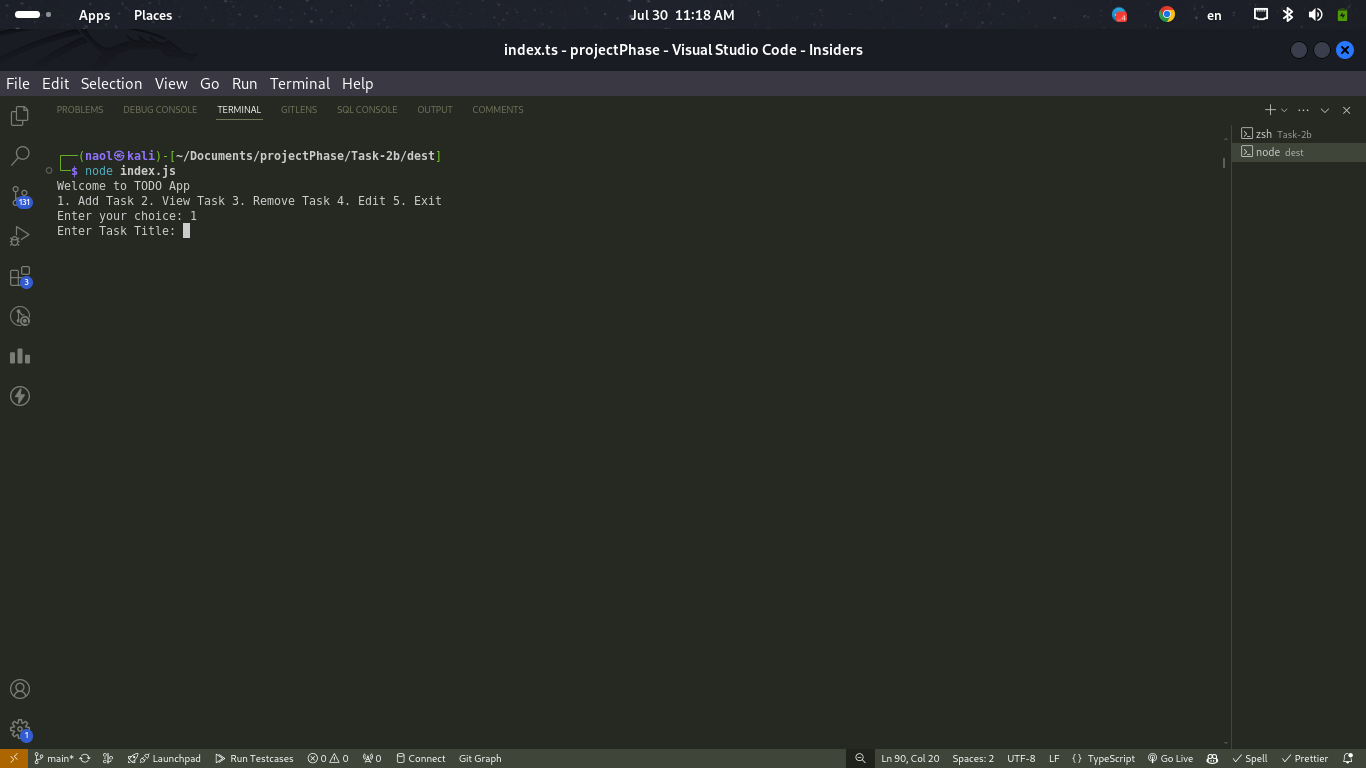 Apps Places Jul 30 11:18 AM 4 en
index.ts - projectPhase - Visual Studio Code - Insiders
File Edit Selection View Go Run Terminal Help
PROBLEMS DEBUG CONSOLE TERMINAL GITLENS SQL CONSOLE OUTPUT COMMENTS
zsh Task-2b
node dest
┌──(naol㉿kali)-[~/Documents/projectPhase/Task-2b/dest]
└─$ node index.js
Welcome to TODO App
1. Add Task 2. View Task 3. Remove Task 4. Edit 5. Exit
Enter your choice: 1
Enter Task Title:
131
3
1
main* Launchpad Run Testcases 0 0 0 Connect Git Graph Ln 90, Col 20 Spaces: 2 UTF-8 LF {} TypeScript Go Live Spell Prettier